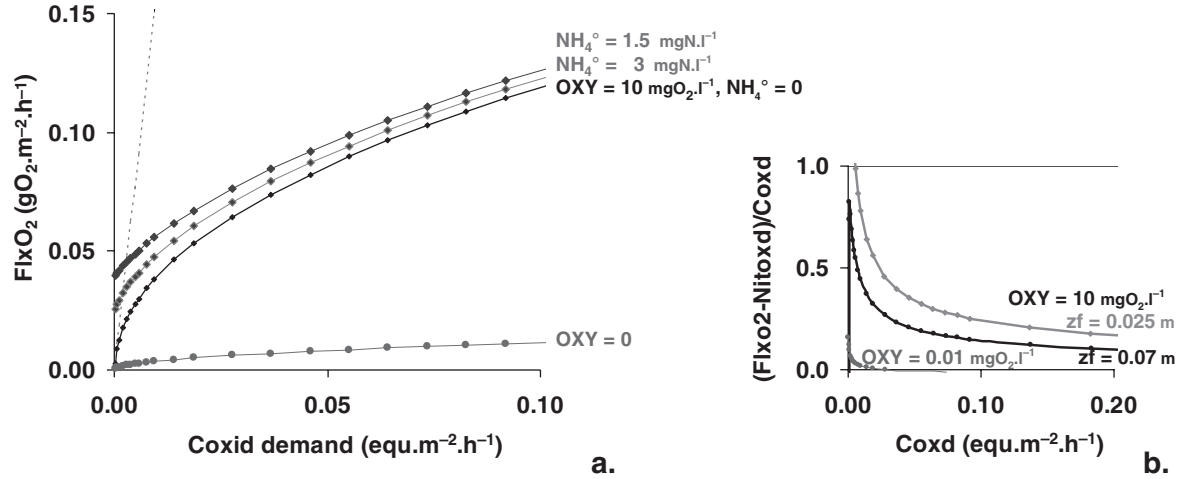 0.15
0.10
0.05
0.00
FlxO₂ (gO₂.m⁻².h⁻¹)
0.00 0.05 0.10
Coxid demand (equ.m⁻².h⁻¹)
NH₄° = 1.5 mgN.l⁻¹
NH₄° = 3 mgN.l⁻¹
OXY = 10 mgO₂.l⁻¹, NH₄° = 0
OXY = 0
a.
(Flxo2-Nitoxd)/Coxd
1.0
0.5
0.0
OXY = 10 mgO₂.l⁻¹
zf = 0.025 m
OXY = 0.01 mgO₂.l⁻¹
zf = 0.07 m
0.00 0.10 0.20
Coxd (equ.m⁻².h⁻¹)
b.